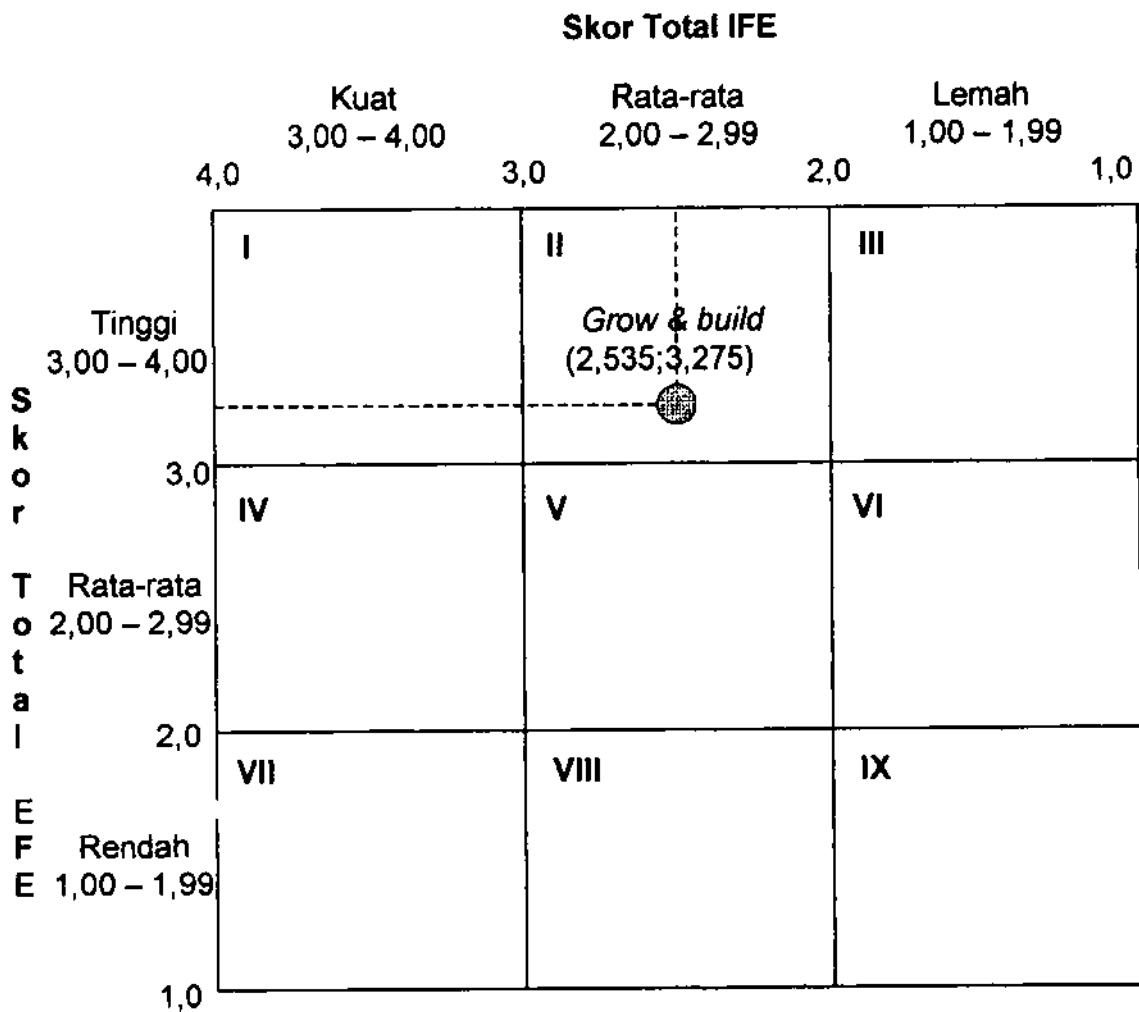 Skor Total IFE
Kuat
3,00 – 4,00
Rata-rata
2,00 – 2,99
Lemah
1,00 – 1,99
4,0
3,0
2,0
1,0
I
II
III
Grow & build
(2,535;3,275)
Tinggi
3,00 – 4,00
Skor Total EFE
3,0
IV
V
VI
Rata-rata
2,00 – 2,99
2,0
VII
VIII
IX
Rendah
1,00 – 1,99
1,0